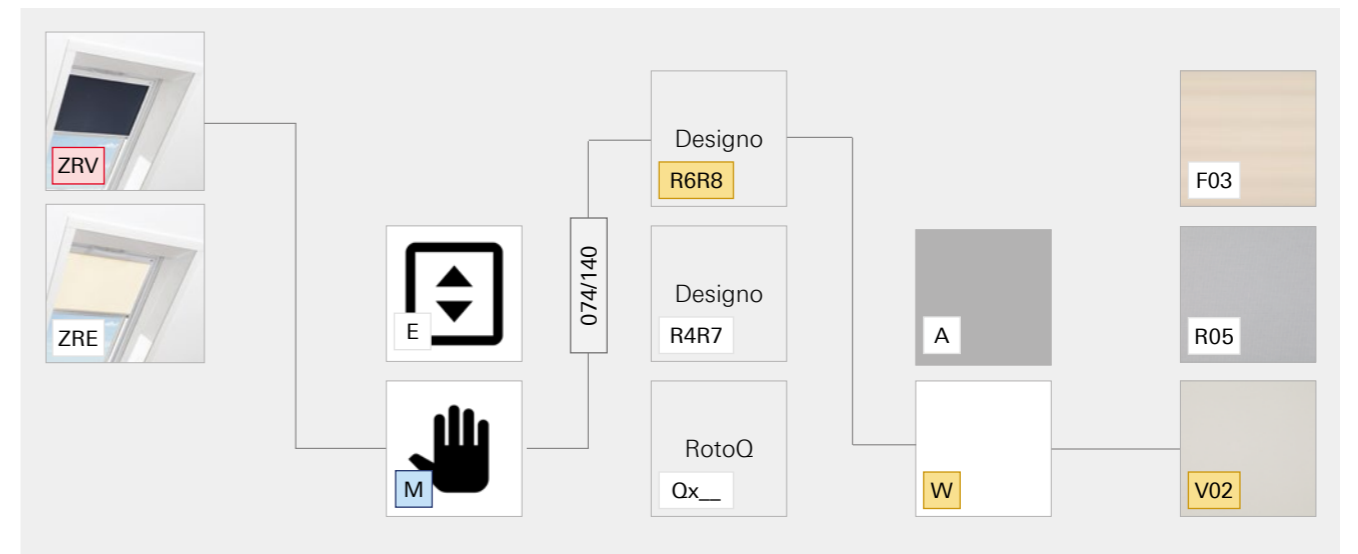 ZRV
ZRE
E
M
074/140
Designo
R6R8
Designo
R4R7
RotoQ
Qx__
A
W
F03
R05
V02